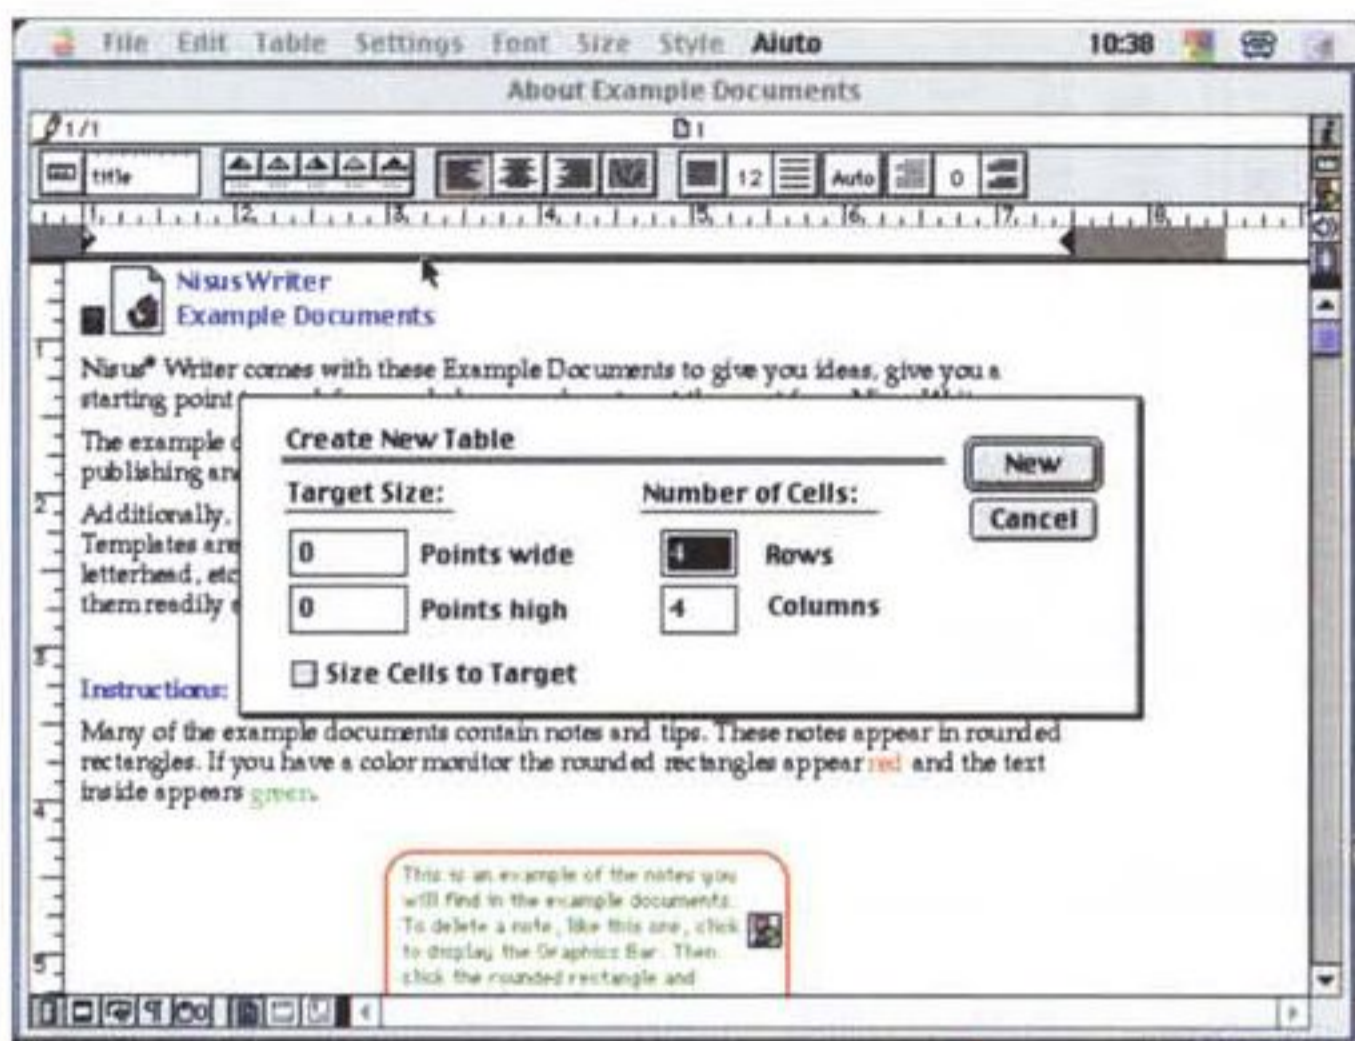 File Edit Table Settings Font Size Style Aiuto 10:38
About Example Documents
1/1 1
title 12 Auto 0
1 2 3 4 5 6 7 8
Nisus Writer
Example Documents
Nisus® Writer comes with these Example Documents to give you ideas, give you a
starting point
The example
publishing and
Additionally,
Templates are
letterhead, etc
them readily
Create New Table
New
Target Size: Number of Cells:
Cancel
0 Points wide 4 Rows
0 Points high 4 Columns
Size Cells to Target
Instructions:
Many of the example documents contain notes and tips. These notes appear in rounded
rectangles. If you have a color monitor the rounded rectangles appear red and the text
inside appears green.
This is an example of the notes you
will find in the example documents.
To delete a note, like this one, click
to display the Graphics Bar. Then
click the rounded rectangle and